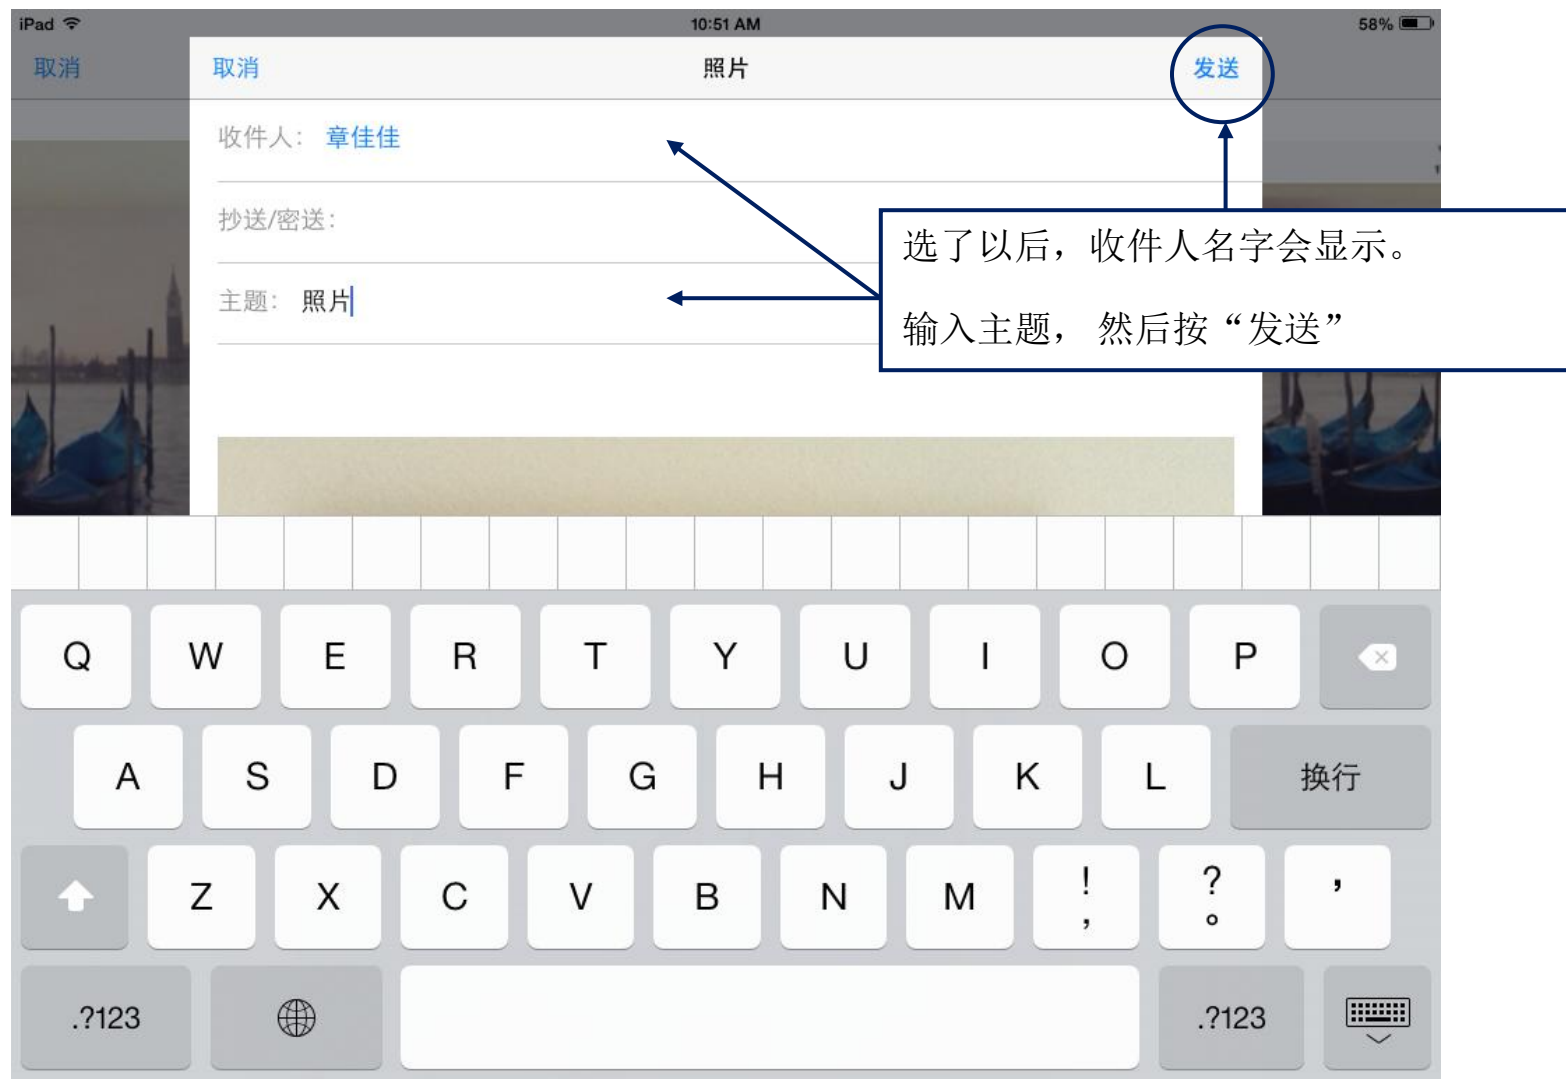 iPad 10:51 AM 58%
取消 取消 照片 发送
收件人： 章佳佳
抄送/密送：
选了以后，收件人名字会显示。
主题： 照片
输入主题， 然后按“发送”
Q W E R T Y U I O P
A S D F G H J K L 换行
Z X C V B N M ! , ? 。 ,
.?123 .?123